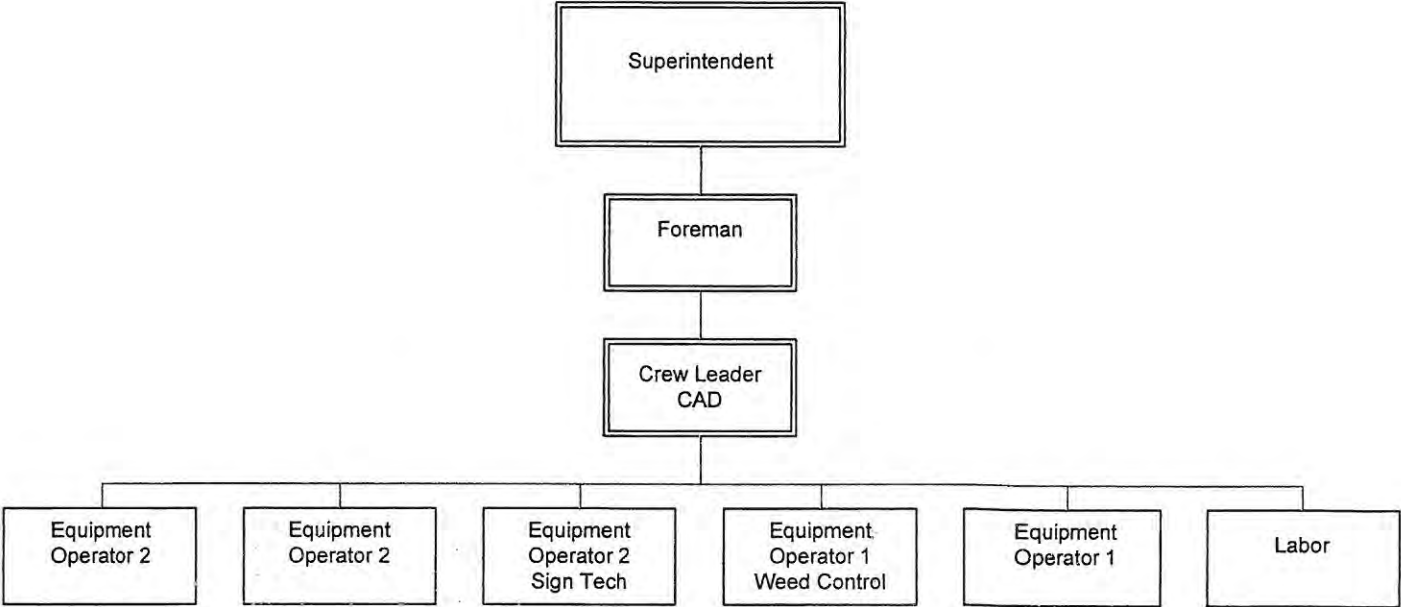 Superintendent
Foreman
Crew Leader
CAD
Equipment
Operator 2
Equipment
Operator 2
Equipment
Operator 2
Sign Tech
Equipment
Operator 1
Weed Control
Equipment
Operator 1
Labor